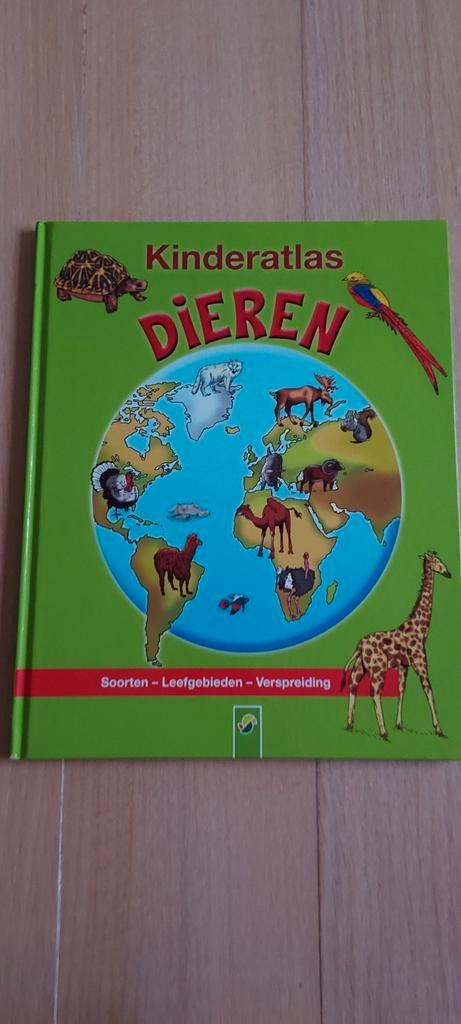 Kinderatlas
DiEREN
Soorten – Leefgebieden – Verspreiding